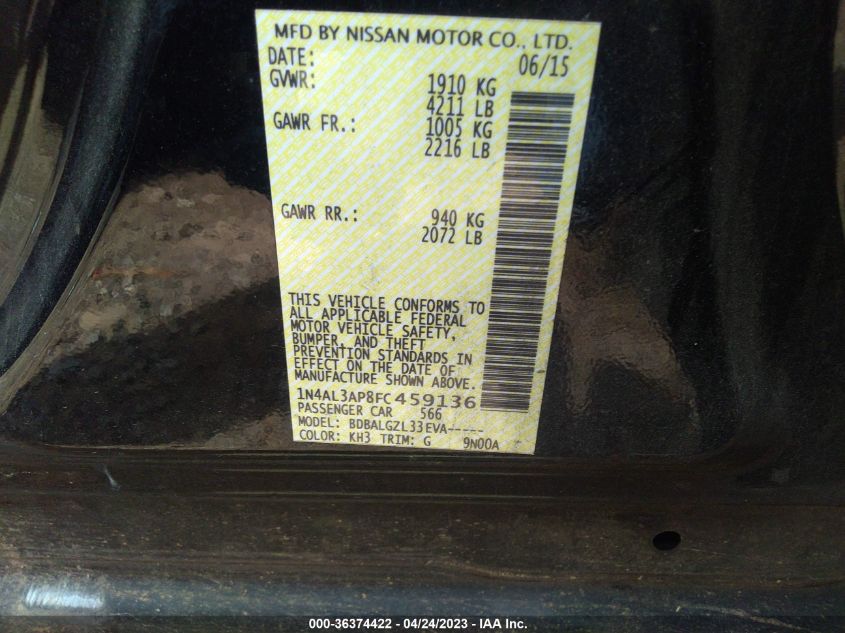 MFD BY NISSAN MOTOR CO., LTD.
DATE: 06/15
GVWR: 1910 KG
4211 LB
GAWR FR.: 1005 KG
2216 LB
GAWR RR.: 940 KG
2072 LB
THIS VEHICLE CONFORMS TO
ALL APPLICABLE FEDERAL
MOTOR VEHICLE SAFETY,
BUMPER, AND THEFT
PREVENTION STANDARDS IN
EFFECT ON THE DATE OF
MANUFACTURE SHOWN ABOVE.
1N4AL3AP8FC459136
PASSENGER CAR 566
MODEL: BDBALGZL33EVA-----
COLOR: KH3 TRIM: G 9N00A
000-36374422 - 04/24/2023 - IAA Inc.